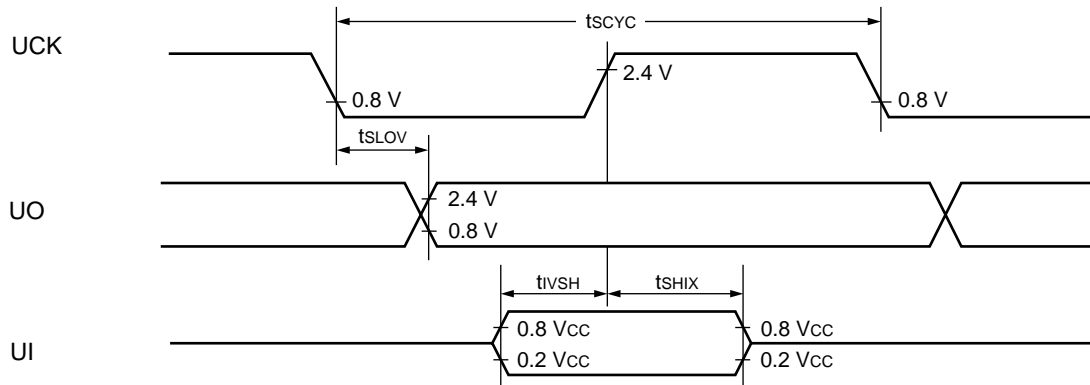 tSCYC
UCK
2.4 V
0.8 V
0.8 V
tSLOV
2.4 V
UO
0.8 V
tIVSH
tSHIX
0.8 VCC
0.8 VCC
UI
0.2 VCC
0.2 VCC